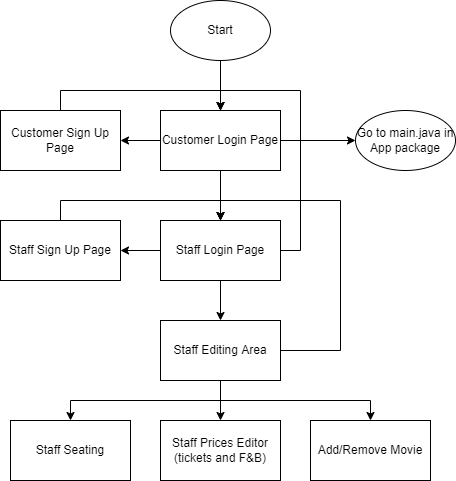 Start
Customer Sign Up
Page
Customer Login Page
Go to main.java in
App package
Staff Sign Up Page
Staff Login Page
Staff Editing Area
Staff Seating
Staff Prices Editor
(tickets and F&B)
Add/Remove Movie